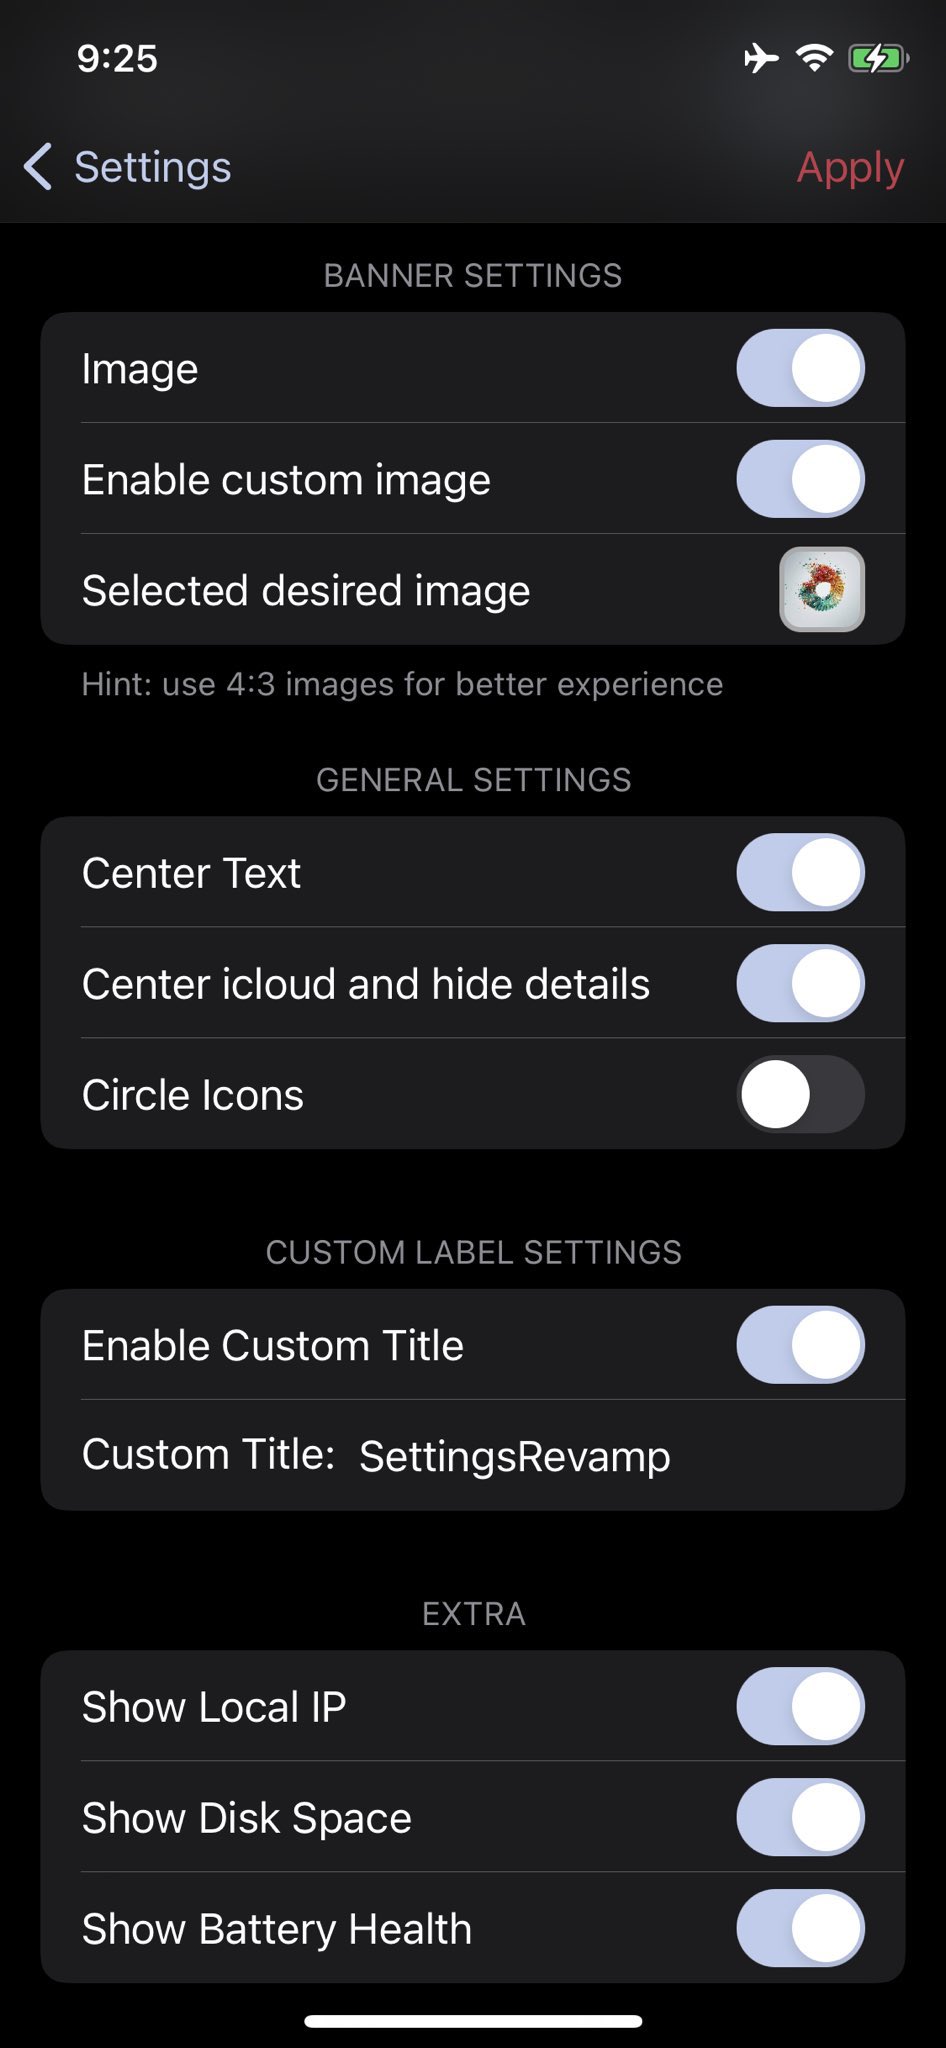 9:25
Settings
Apply
BANNER SETTINGS
Image
Enable custom image
Selected desired image
Hint: use 4:3 images for better experience
GENERAL SETTINGS
Center Text
Center icloud and hide details
Circle Icons
CUSTOM LABEL SETTINGS
Enable Custom Title
Custom Title: SettingsRevamp
EXTRA
Show Local IP
Show Disk Space
Show Battery Health